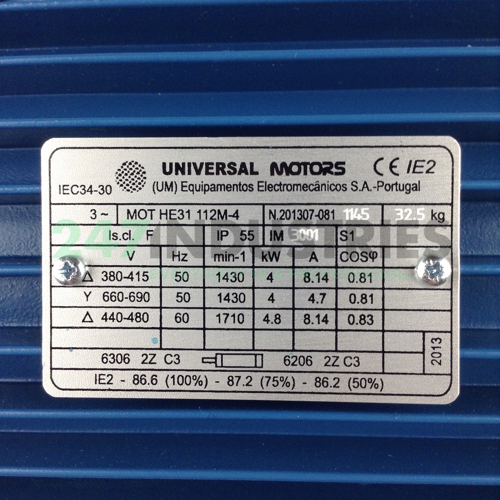 UNIVERSAL MOTORS CE IE2
IEC34-30 (UM) Equipamentos Electromecânicos S.A.-Portugal
3 ~ MOT HE31 112M-4 N.201307-081 1145 32.5 kg
Is.cl. F IP 55 IM 3001 S1
V Hz min-1 kW A COSφ
Δ 380-415 50 1430 4 8.14 0.81
Y 660-690 50 1430 4 4.7 0.81
Δ 440-480 60 1710 4.8 8.14 0.83
6306 2Z C3 6206 2Z C3
2013
IE2 - 86.6 (100%) - 87.2 (75%) - 86.2 (50%)
247 INDUSTRIES